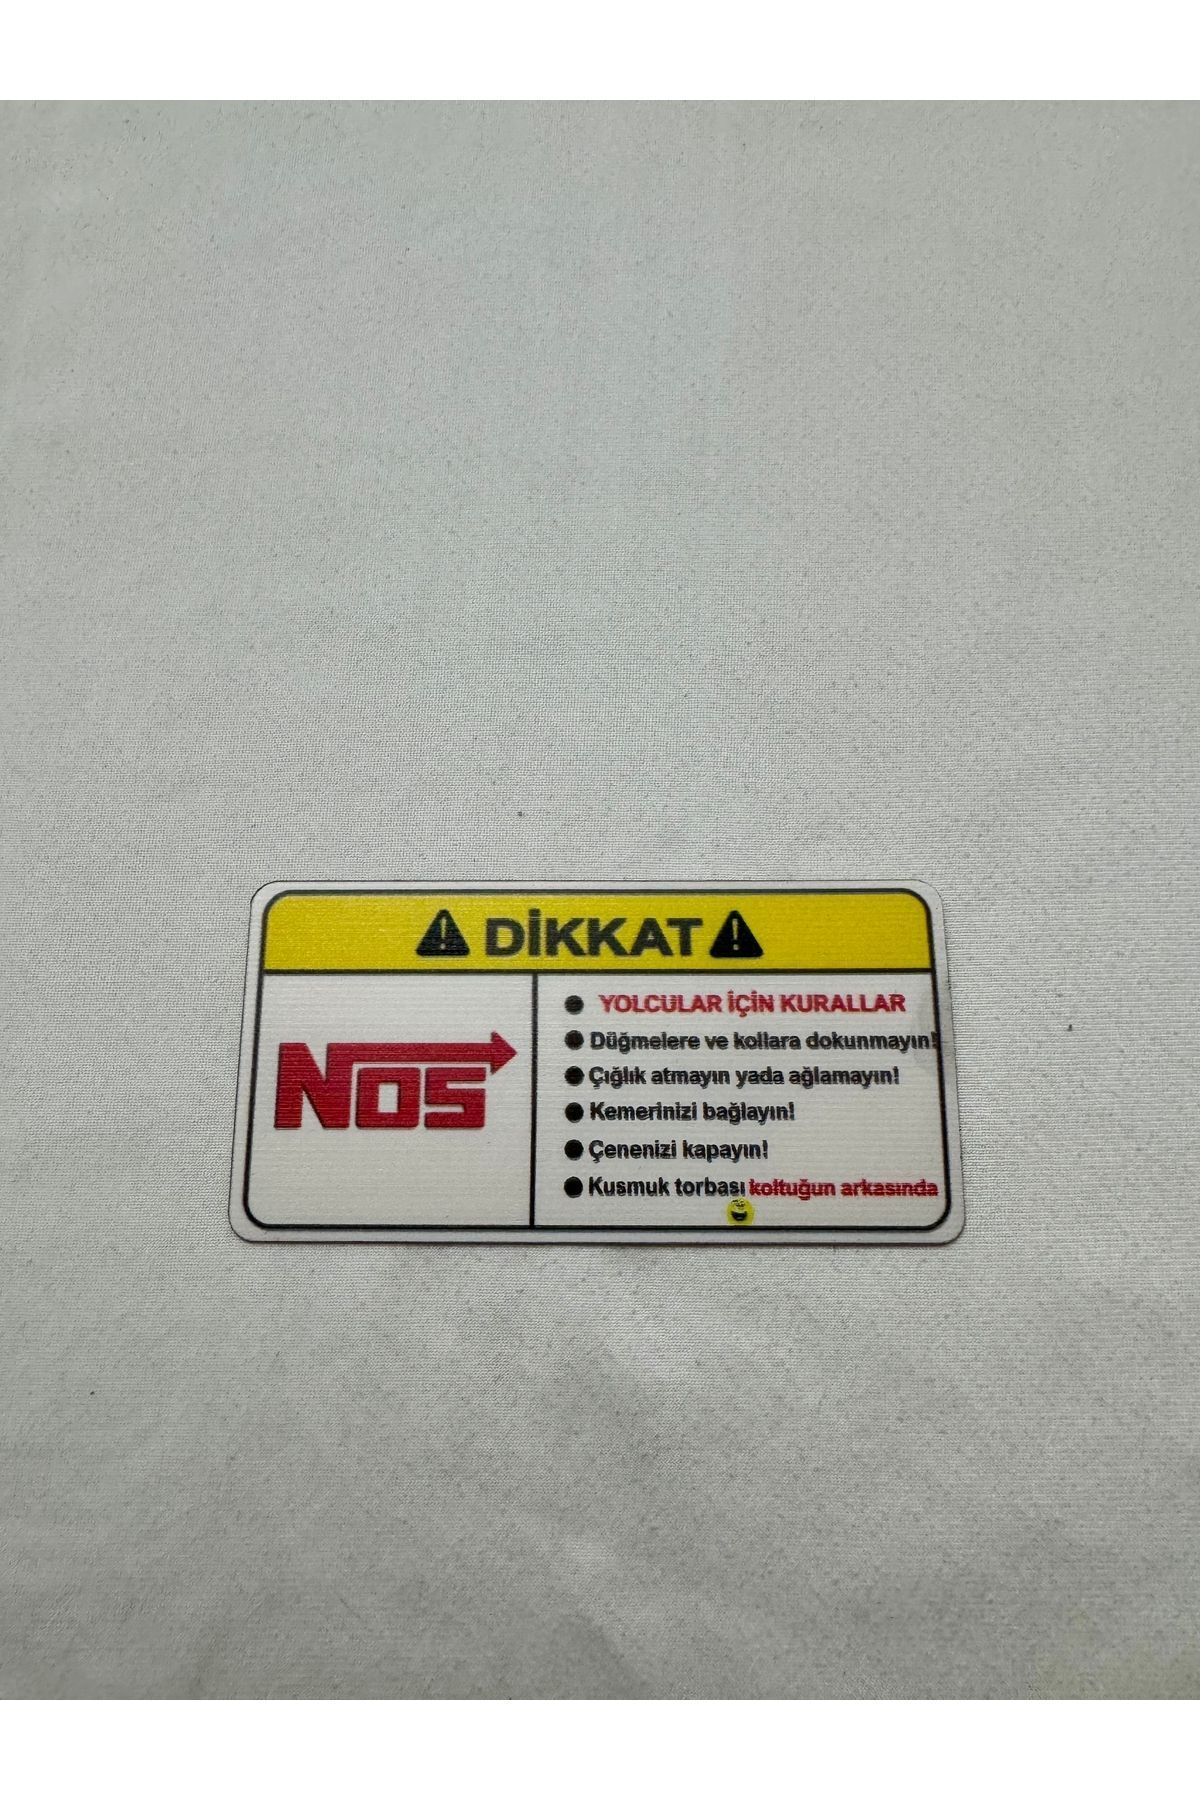 DİKKAT
NOS
YOLCULAR İÇİN KURALLAR
Düğmelere ve kollara dokunmayın!
Çığlık atmayın yada ağlamayın!
Kemerinizi bağlayın!
Çenenizi kapayın!
Kusmuk torbası koltuğun arkasında